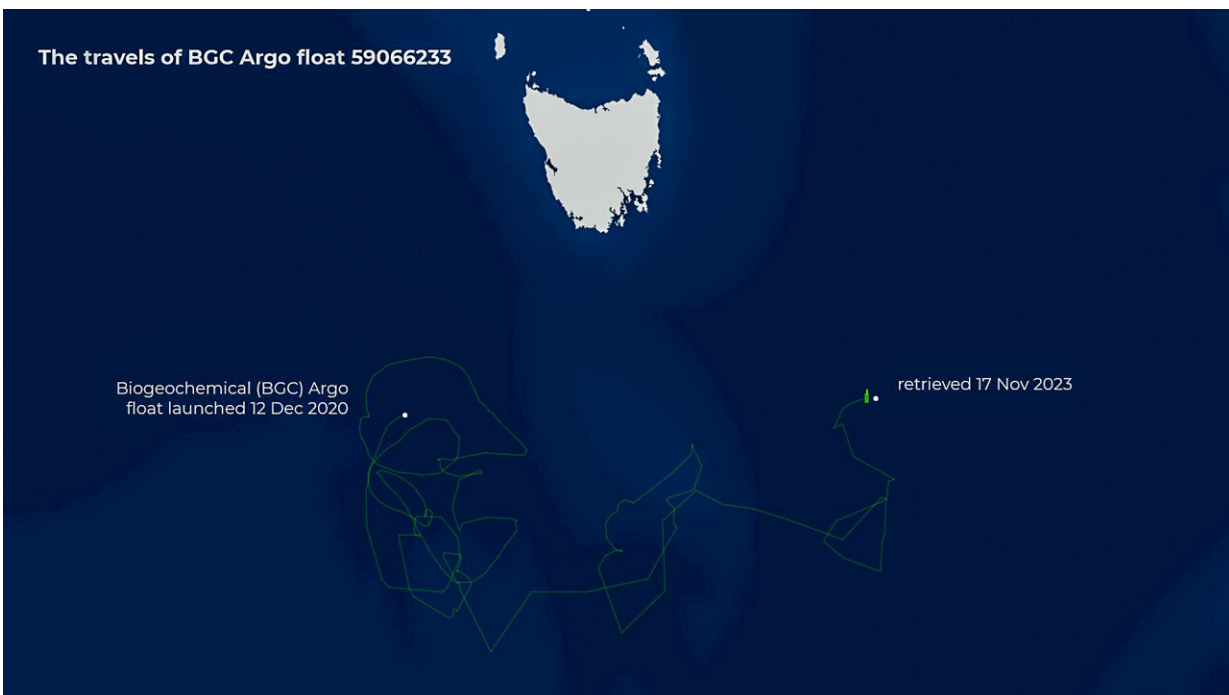 The travels of BGC Argo float 59066233
Biogeochemical (BGC) Argo
float launched 12 Dec 2020
retrieved 17 Nov 2023